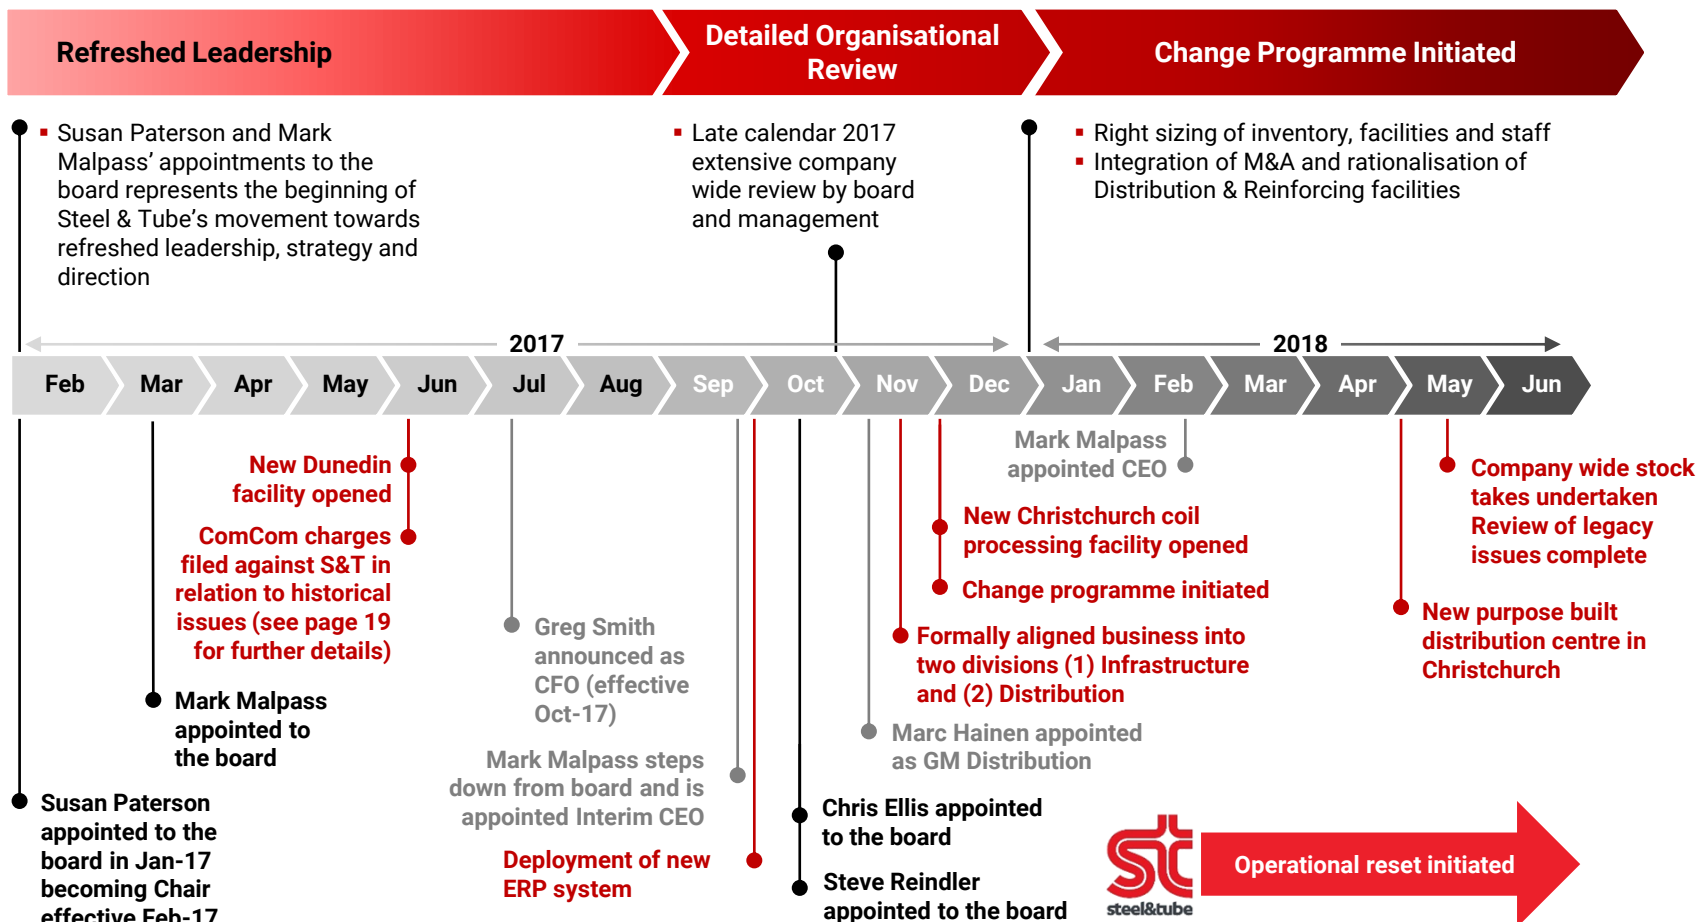 Refreshed Leadership
Detailed Organisational
Review
Change Programme Initiated
▪ Susan Paterson and Mark
Malpass’ appointments to the
board represents the beginning of
Steel & Tube’s movement towards
refreshed leadership, strategy and
direction
▪ Late calendar 2017
extensive company
wide review by board
and management
▪ Right sizing of inventory, facilities and staff
▪ Integration of M&A and rationalisation of
Distribution & Reinforcing facilities
2017
2018
Feb Mar Apr May Jun Jul Aug Sep Oct Nov Dec Jan Feb Mar Apr May Jun
New Dunedin
facility opened
ComCom charges
filed against S&T in
relation to historical
issues (see page 19
for further details)
Mark Malpass
appointed to
the board
Susan Paterson
appointed to the
board in Jan-17
becoming Chair
effective Feb-17
Greg Smith
announced as
CFO (effective
Oct-17)
Mark Malpass steps
down from board and is
appointed Interim CEO
Deployment of new
ERP system
Mark Malpass
appointed CEO
New Christchurch coil
processing facility opened
Change programme initiated
Formally aligned business into
two divisions (1) Infrastructure
and (2) Distribution
Marc Hainen appointed
as GM Distribution
Chris Ellis appointed
to the board
Steve Reindler
appointed to the board
Company wide stock
takes undertaken
Review of legacy
issues complete
New purpose built
distribution centre in
Christchurch
st
steel&tube
Operational reset initiated